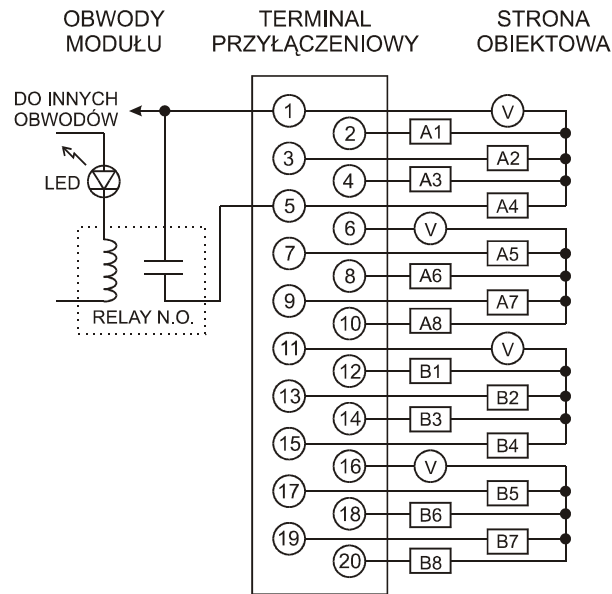 OBWODY
MODUŁU
TERMINAL
PRZYŁĄCZENIOWY
STRONA
OBIEKTOWA
DO INNYCH
OBWODÓW
LED
RELAY N.O.
1
V
2
A1
3
A2
4
A3
5
A4
6
V
7
A5
8
A6
9
A7
10
A8
11
V
12
B1
13
B2
14
B3
15
B4
16
V
17
B5
18
B6
19
B7
20
B8